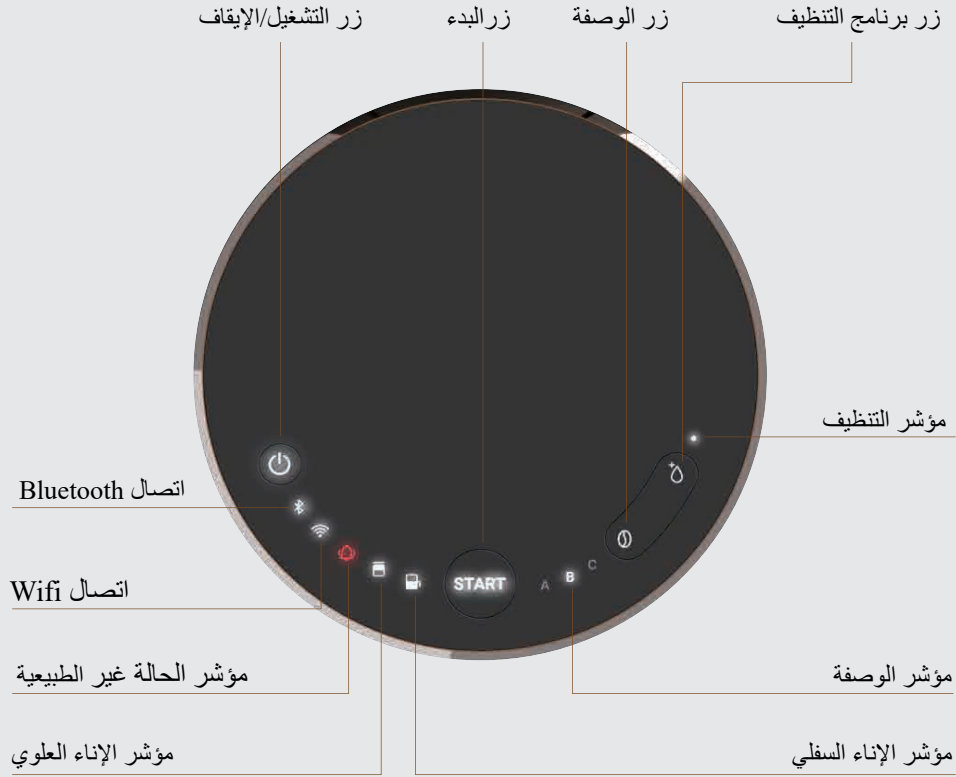 زر برنامج التنظيف
زر الوصفة
زرالبدء
زر التشغيل/الإيقاف
مؤشر التنظيف
اتصال Bluetooth
START
A
B
C
اتصال Wifi
مؤشر الوصفة
مؤشر الحالة غير الطبيعية
مؤشر الإناء السفلي
مؤشر الإناء العلوي